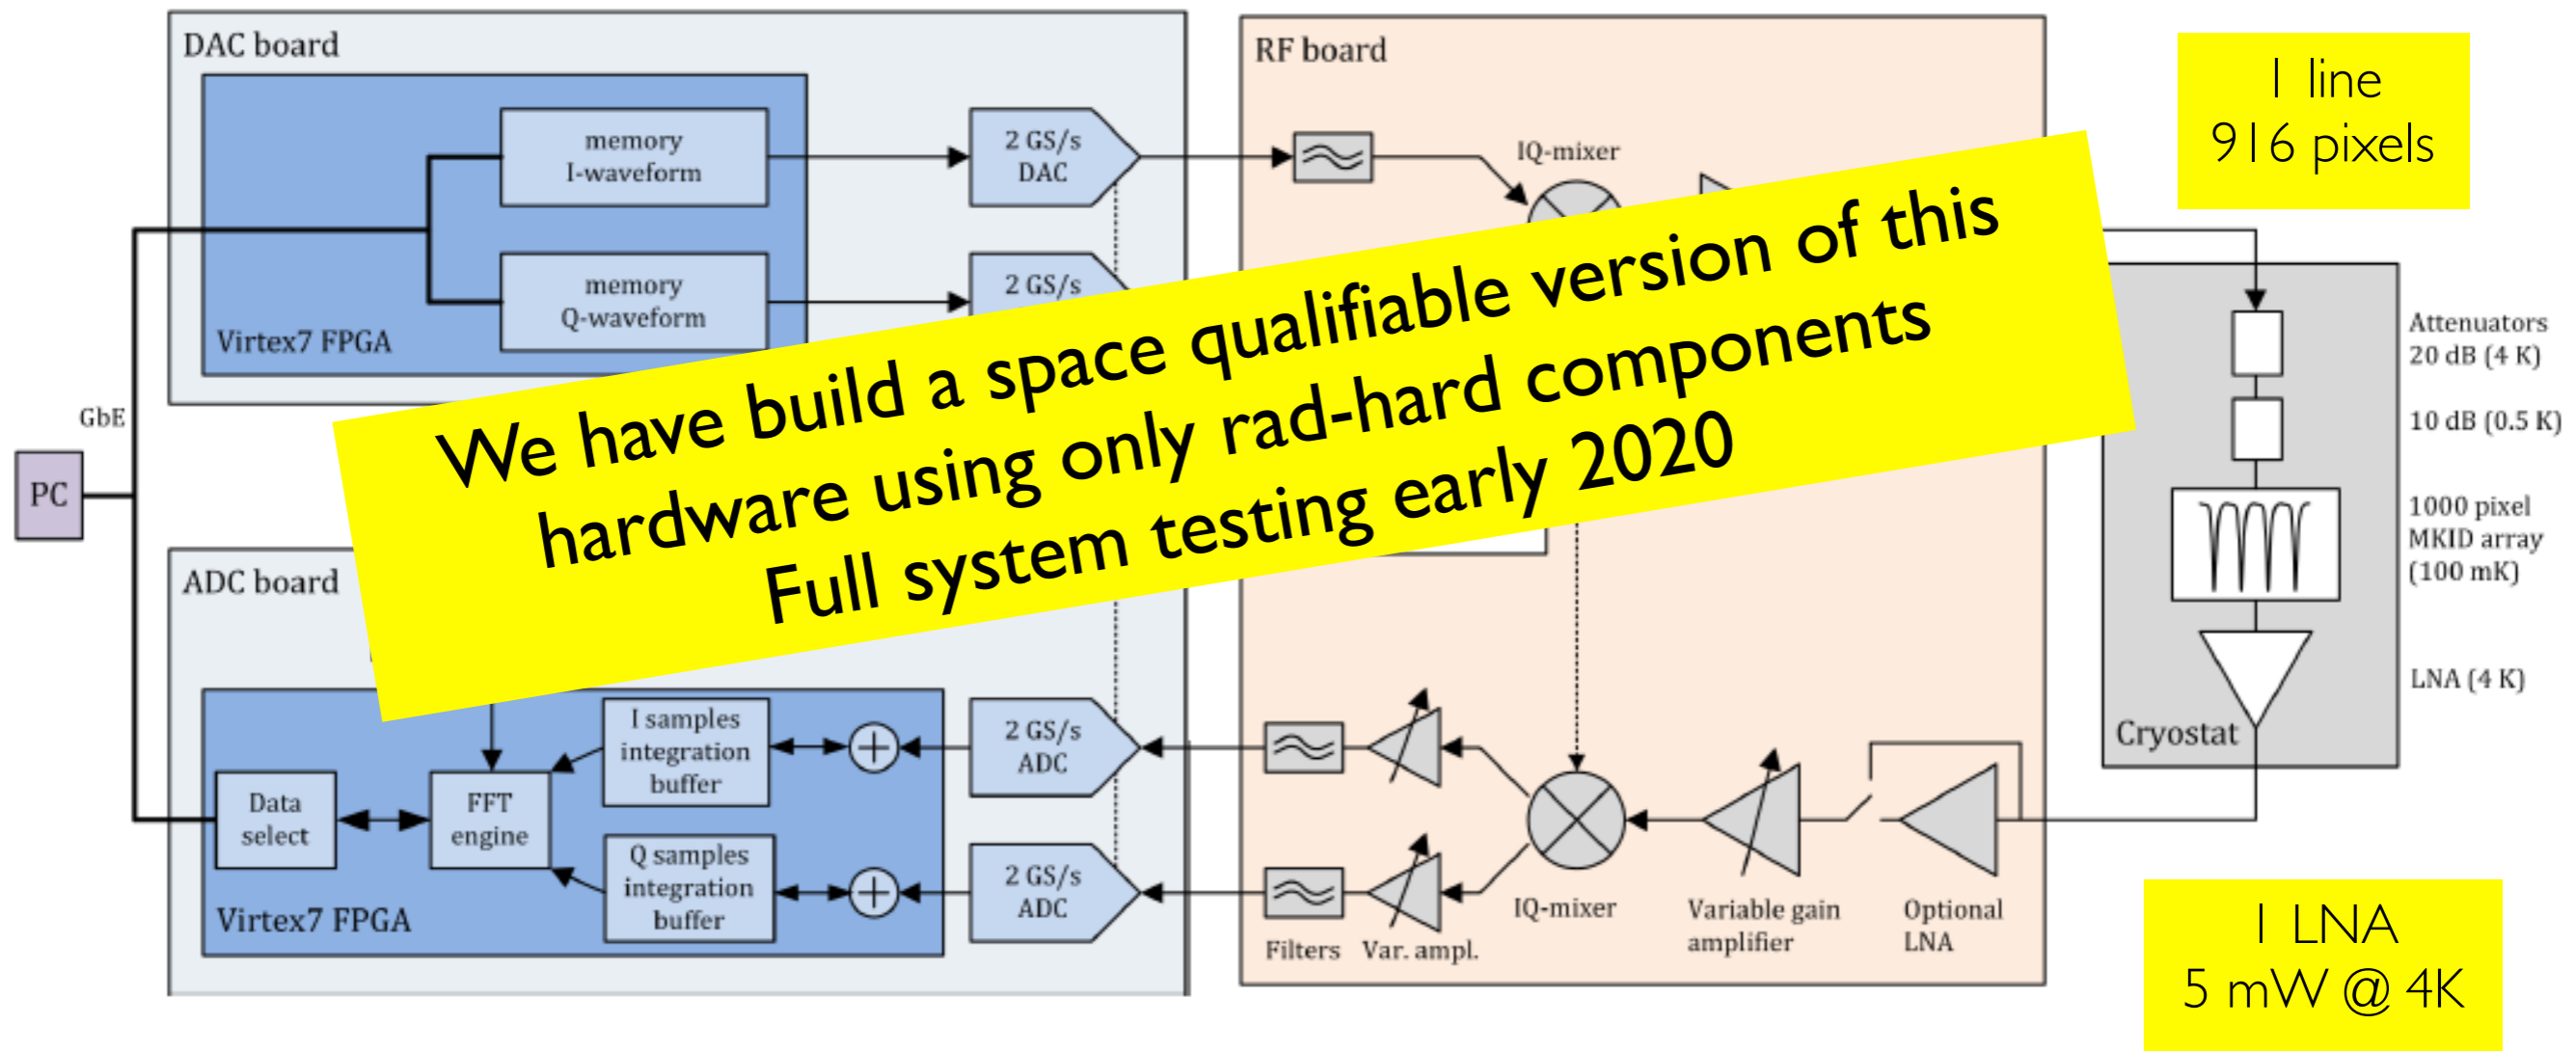 DAC board
memory
I-waveform
memory
Q-waveform
Virtex7 FPGA
2 GS/s
DAC
2 GS/s
RF board
IQ-mixer
1 line
916 pixels
We have build a space qualifiable version of this
hardware using only rad-hard components
Full system testing early 2020
GbE
PC
Attenuators
20 dB (4 K)
10 dB (0.5 K)
1000 pixel
MKID array
(100 mK)
LNA (4 K)
Cryostat
ADC board
Data
select
FFT
engine
I samples
integration
buffer
Q samples
integration
buffer
Virtex7 FPGA
2 GS/s
ADC
2 GS/s
ADC
Filters
Var. ampl.
IQ-mixer
Variable gain
amplifier
Optional
LNA
1 LNA
5 mW @ 4K